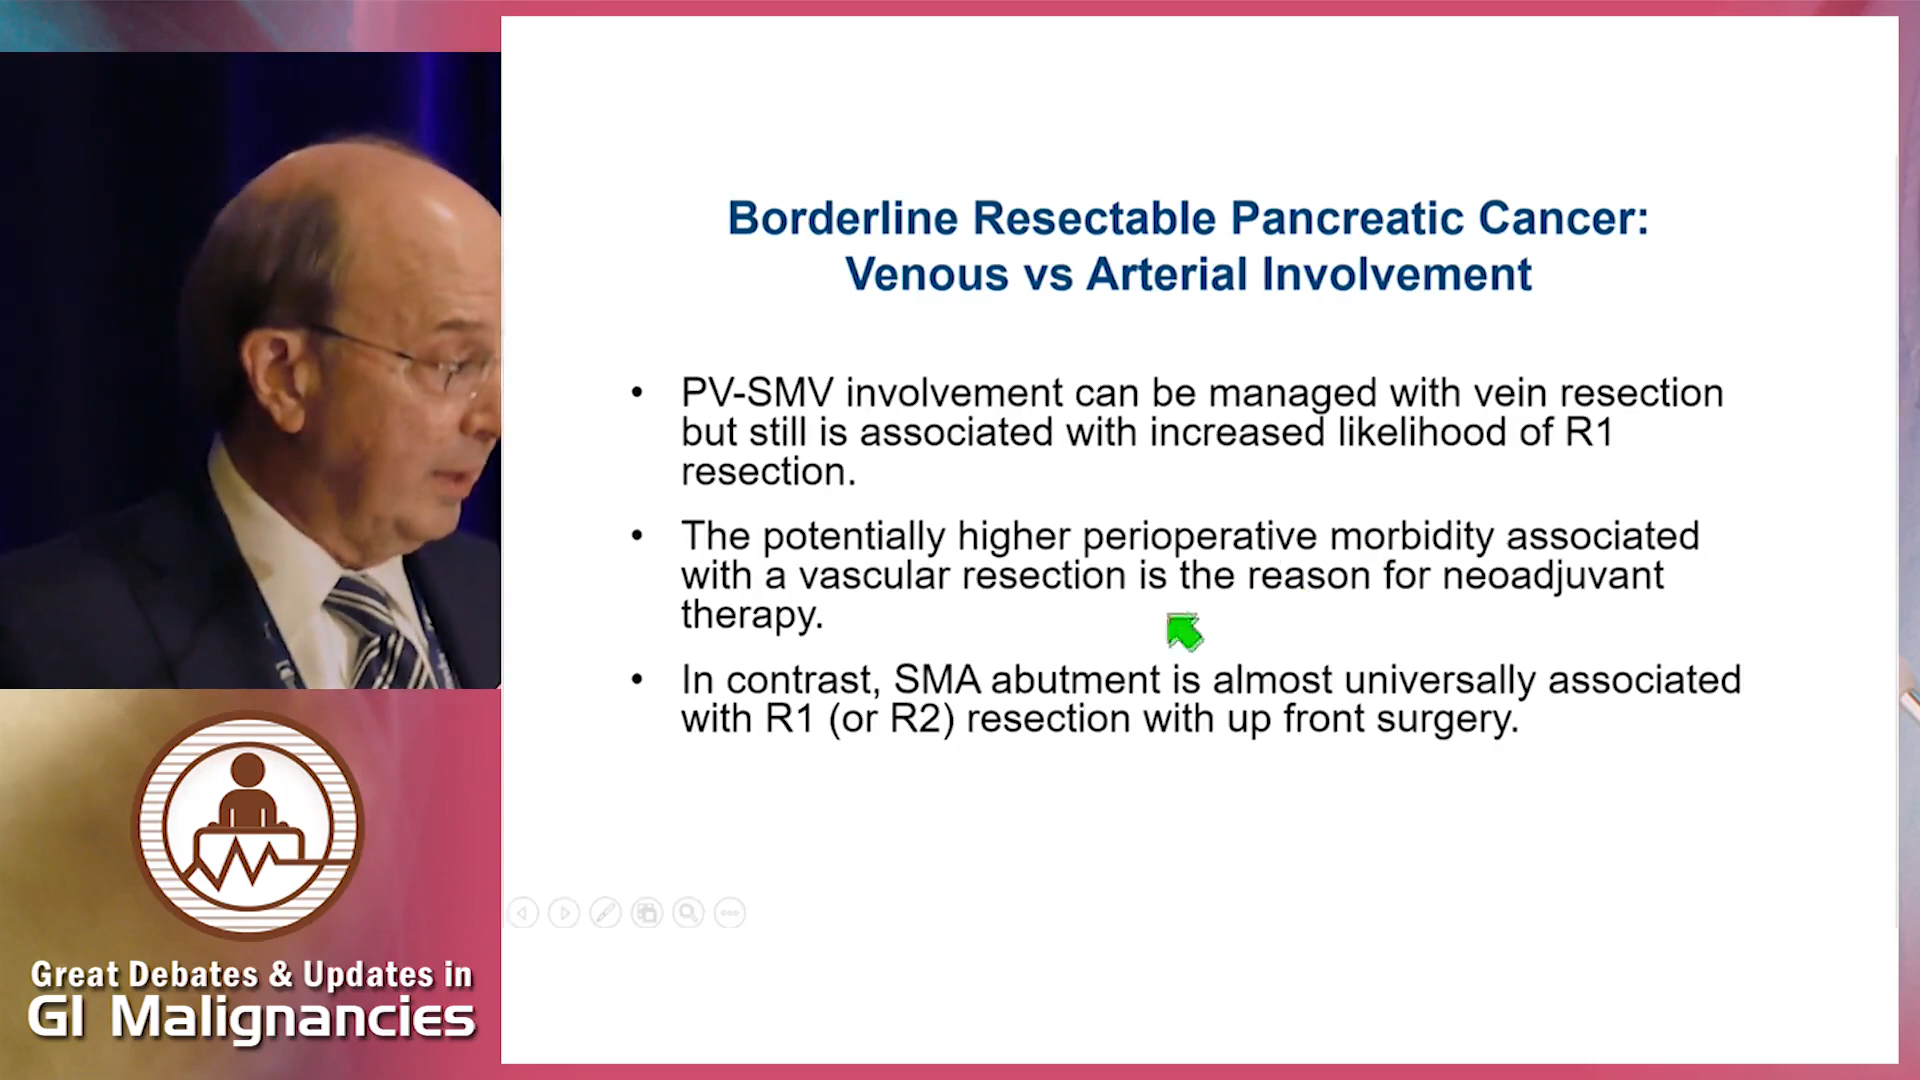 Borderline Resectable Pancreatic Cancer:
Venous vs Arterial Involvement
• PV-SMV involvement can be managed with vein resection
but still is associated with increased likelihood of R1
resection.
• The potentially higher perioperative morbidity associated
with a vascular resection is the reason for neoadjuvant
therapy.
• In contrast, SMA abutment is almost universally associated
with R1 (or R2) resection with up front surgery.
Great Debates & Updates in
GI Malignancies